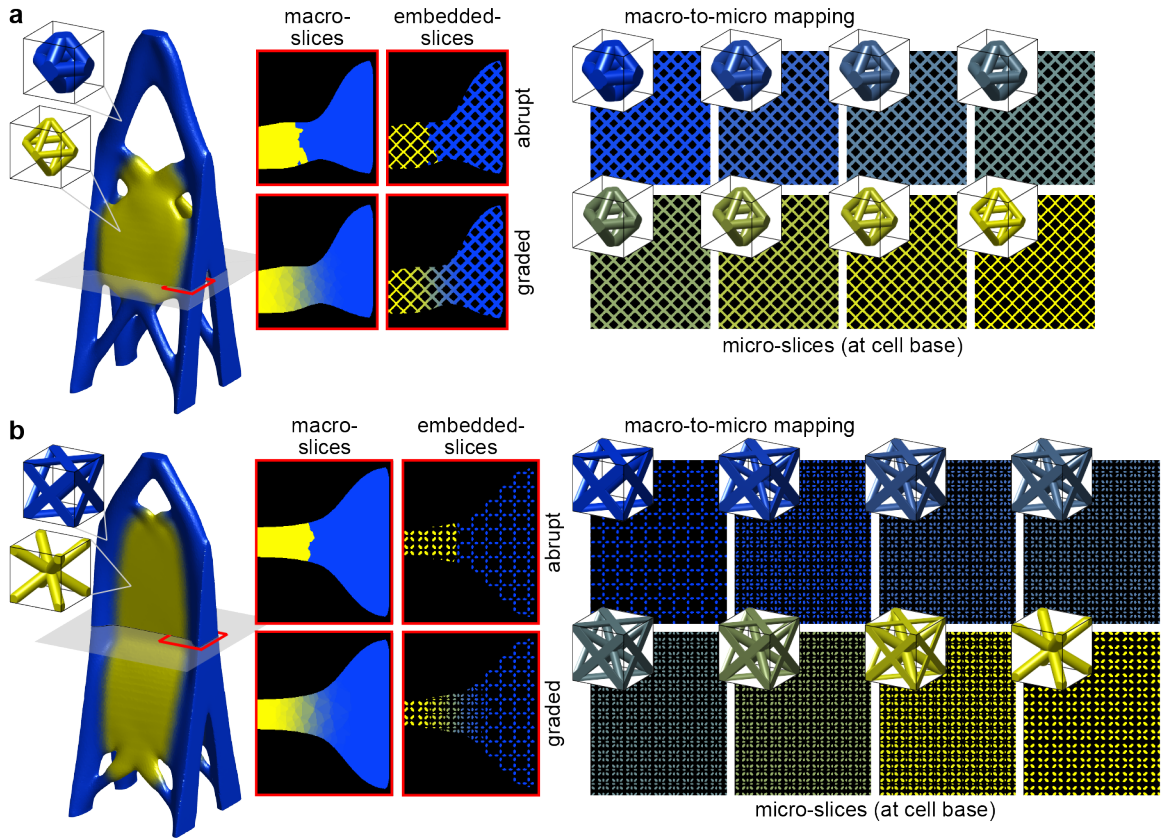 a
macro-
slices
embedded-
slices
macro-to-micro mapping
abrupt
graded
micro-slices (at cell base)
b
macro-
slices
embedded-
slices
macro-to-micro mapping
abrupt
graded
micro-slices (at cell base)